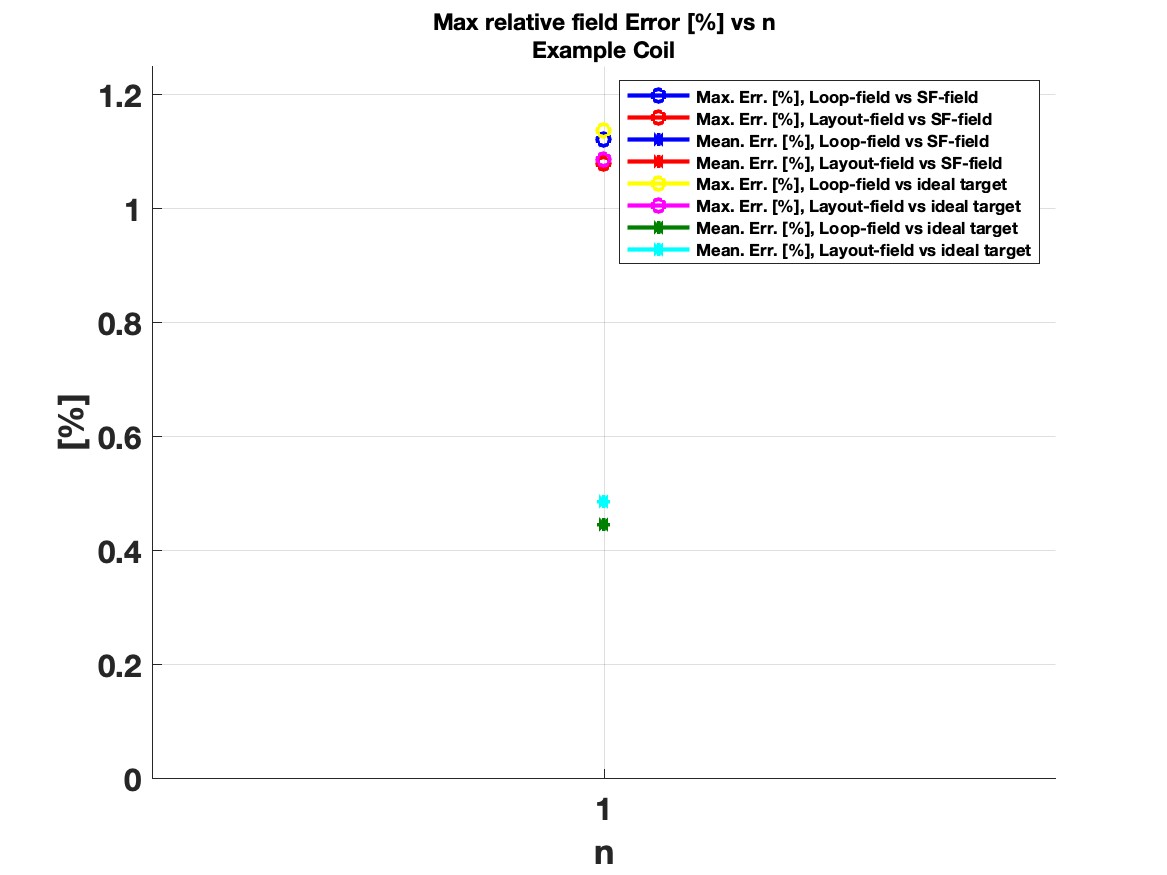 Max relative field Error [%] vs n
Example Coil
1.2
1
0.8
0.6
0.4
0.2
0
[%]
1
n
Max. Err. [%], Loop-field vs SF-field
Max. Err. [%], Layout-field vs SF-field
Mean. Err. [%], Loop-field vs SF-field
Mean. Err. [%], Layout-field vs SF-field
Max. Err. [%], Loop-field vs ideal target
Max. Err. [%], Layout-field vs ideal target
Mean. Err. [%], Loop-field vs ideal target
Mean. Err. [%], Layout-field vs ideal target